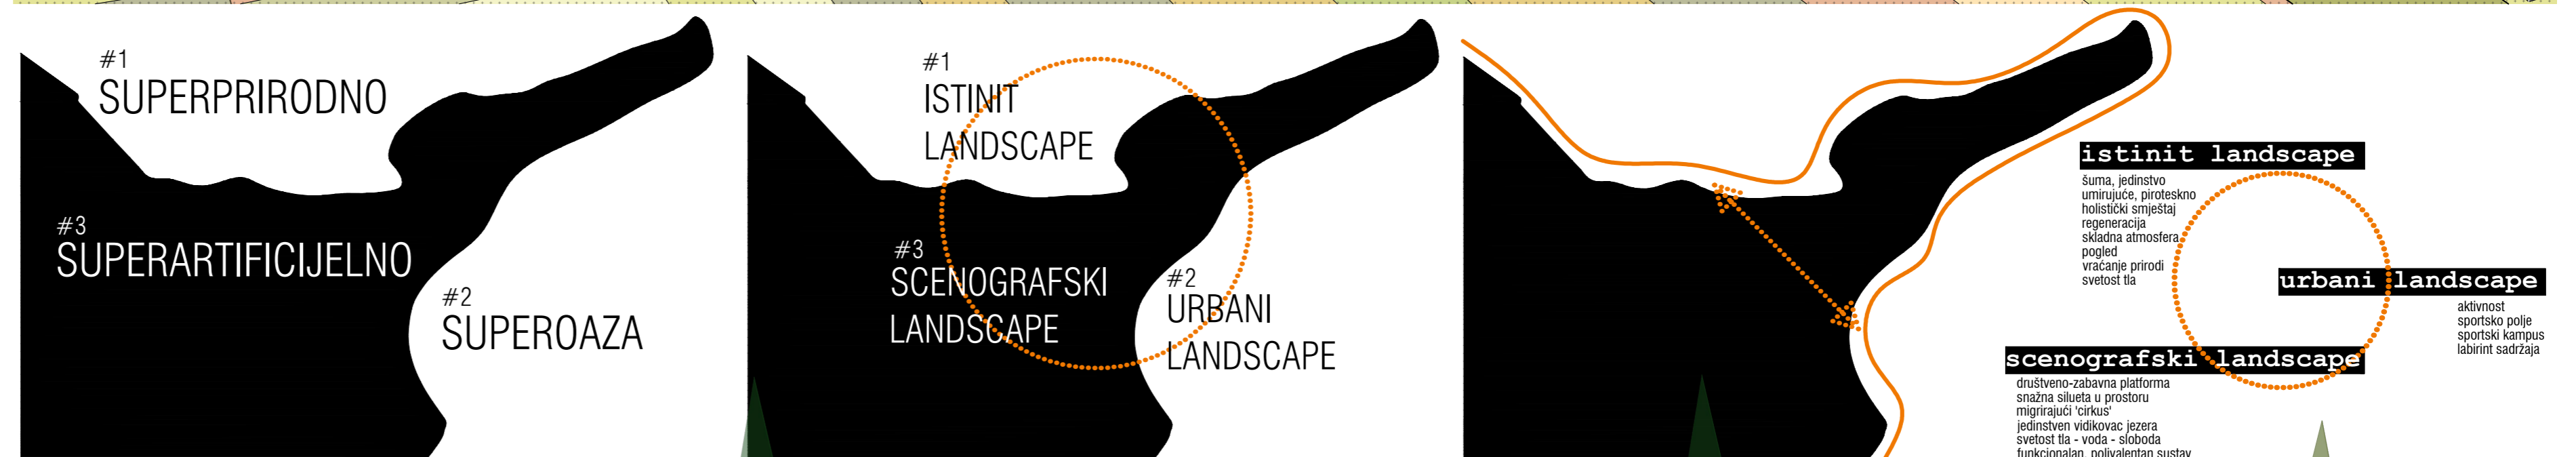 #1
SUPERPRIRODNO
#3
SUPERARTIFICIJELNO
#2
SUPEROAZA
#1
ISTINIT
LANDSCAPE
#3
SCENOGRAFSKI
LANDSCAPE
#2
URBANI
LANDSCAPE
istinit landscape
šuma, jedinstvo
umirujuće, piroteskno
holistički smještaj
regeneracija
skladna atmosfera
pogled
vraćanje prirodi
svetost tla
urbani landscape
aktivnost
sportsko polje
sportski kampus
labirint sadržaja
scenografski landscape
društveno-zabavna platforma
snažna silueta u prostoru
migrirajući 'cirkus'
jedinstven vidikovac jezera
svetost tla - voda - sloboda
funkcionalan, polivalentan sustav